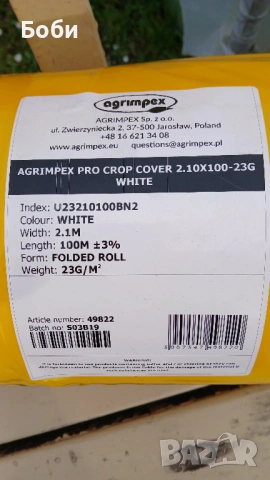 Боби
agrimpex
AGRIMPEX Sp. z o.o.
ul. Zwierzyniecka 2, 37-500 Jarosław, Poland
+48 16 621 34 08
www.agrimpex.eu questions@agrimpex.pl
AGRIMPEX PRO CROP COVER 2.10X100-23G
WHITE
Index: U23210100BN2
Colour: WHITE
Width: 2.1M
Length: 100M ±3%
Form: FOLDED ROLL
Weight: 23G/M²
Article number: 49822
Batch no: S03B19
WARNING!
bazar